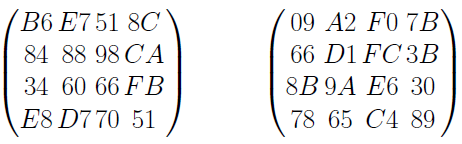 B6 E7 51 8C 09 A2 F0 7B
84 88 98 CA 66 D1 FC 3B
34 60 66 FB 8B 9A E6 30
E8 D7 70 51 78 65 C4 89